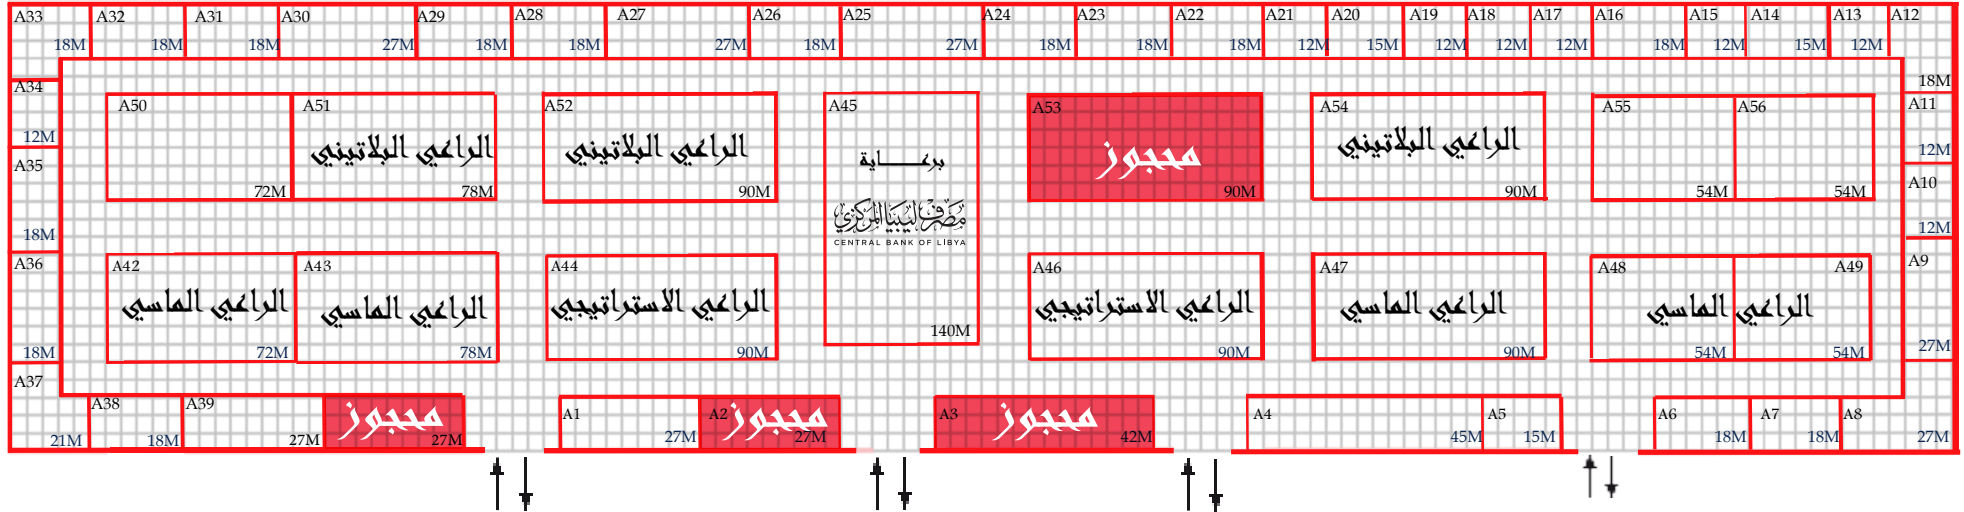 A33 A32 A31 A30 A29 A28 A27 A26 A25 A24 A23 A22 A21 A20 A19 A18 A17 A16 A15 A14 A13 A12
18M 18M 18M 27M 18M 18M 27M 18M 27M 18M 18M 18M 12M 15M 12M 12M 12M 18M 12M 15M 12M
18M
A34
12M
A35
18M
A36
18M
A37
A11
12M
A10
12M
A9
27M
A50
72M
A51
الراعي البلاتيني
78M
A52
الراعي البلاتيني
90M
A45
برعاية
مصرف ليبيا المركزي
CENTRAL BANK OF LIBYA
140M
A53
محجوز
90M
A54
الراعي البلاتيني
90M
A55
54M
A56
54M
A42
الراعي الماسي
72M
A43
الراعي الماسي
78M
A44
الراعي الاستراتيجي
90M
A46
الراعي الاستراتيجي
90M
A47
الراعي الماسي
90M
A48 A49
الراعي الماسي
54M 54M
21M
A38
18M
A39
27M
محجوز
27M
A1
27M
A2
محجوز
27M
A3
محجوز
42M
A4
45M
A5
15M
A6
18M
A7
18M
A8
27M